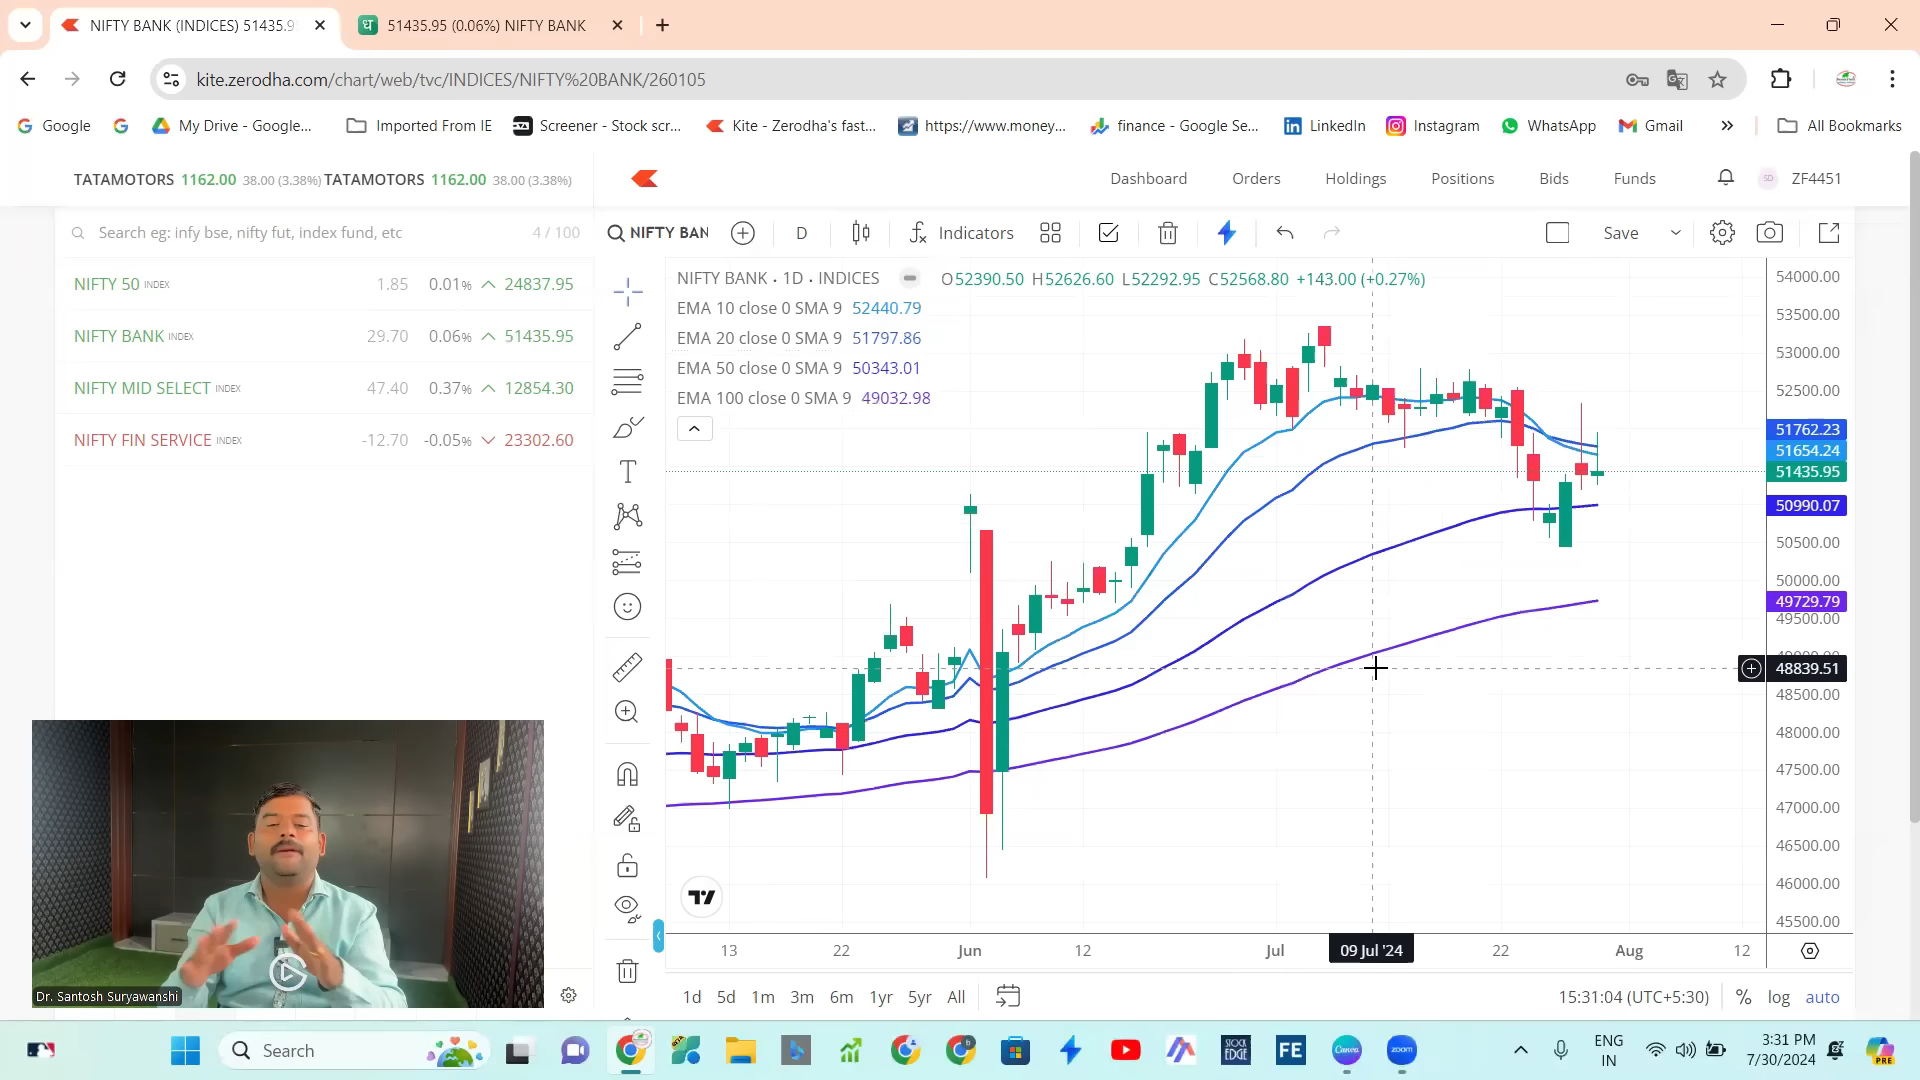 NIFTY BANK (INDICES) 51435.9
51435.95 (0.06%) NIFTY BANK
kite.zerodha.com/chart/web/tvc/INDICES/NIFTY%20BANK/260105
Google
My Drive - Google...
Imported From IE
Screener - Stock scr...
Kite - Zerodha's fast...
https://www.money...
finance - Google Se...
LinkedIn
Instagram
WhatsApp
Gmail
All Bookmarks
TATAMOTORS 1162.00 38.00 (3.38%) TATAMOTORS 1162.00 38.00 (3.38%)
Dashboard Orders Holdings Positions Bids Funds SD ZF4451
Search eg: infy bse, nifty fut, index fund, etc 4 / 100
NIFTY 50 INDEX 1.85 0.01% 24837.95
NIFTY BANK INDEX 29.70 0.06% 51435.95
NIFTY MID SELECT INDEX 47.40 0.37% 12854.30
NIFTY FIN SERVICE INDEX -12.70 -0.05% 23302.60
NIFTY BAN D Indicators Save
NIFTY BANK · 1D · INDICES O52390.50 H52626.60 L52292.95 C52568.80 +143.00 (+0.27%)
EMA 10 close 0 SMA 9 52440.79
EMA 20 close 0 SMA 9 51797.86
EMA 50 close 0 SMA 9 50343.01
EMA 100 close 0 SMA 9 49032.98
54000.00
53500.00
53000.00
52500.00
51762.23
51654.24
51435.95
50990.07
50500.00
50000.00
49729.79
49500.00
48839.51
48500.00
48000.00
47500.00
47000.00
46500.00
46000.00
45500.00
13 22 Jun 12 Jul 09 Jul '24 22 Aug 12
1d 5d 1m 3m 6m 1yr 5yr All
15:31:04 (UTC+5:30) % log auto
Dr. Santosh Suryawanshi
Search
STOCK EDGE
FE
Canva
zoom
ENG
IN
3:31 PM
7/30/2024
PRE